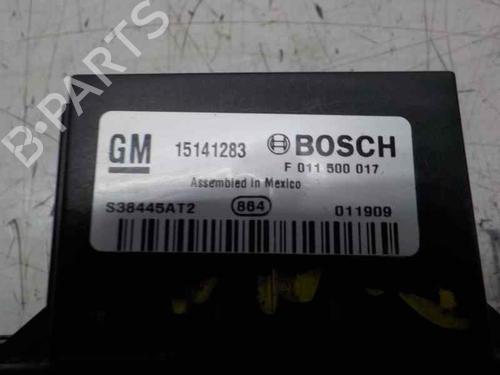 B-PARTS
GM 15141283 BOSCH
F 011 500 017
Assembled in Mexico
S38445AT2 884 011909